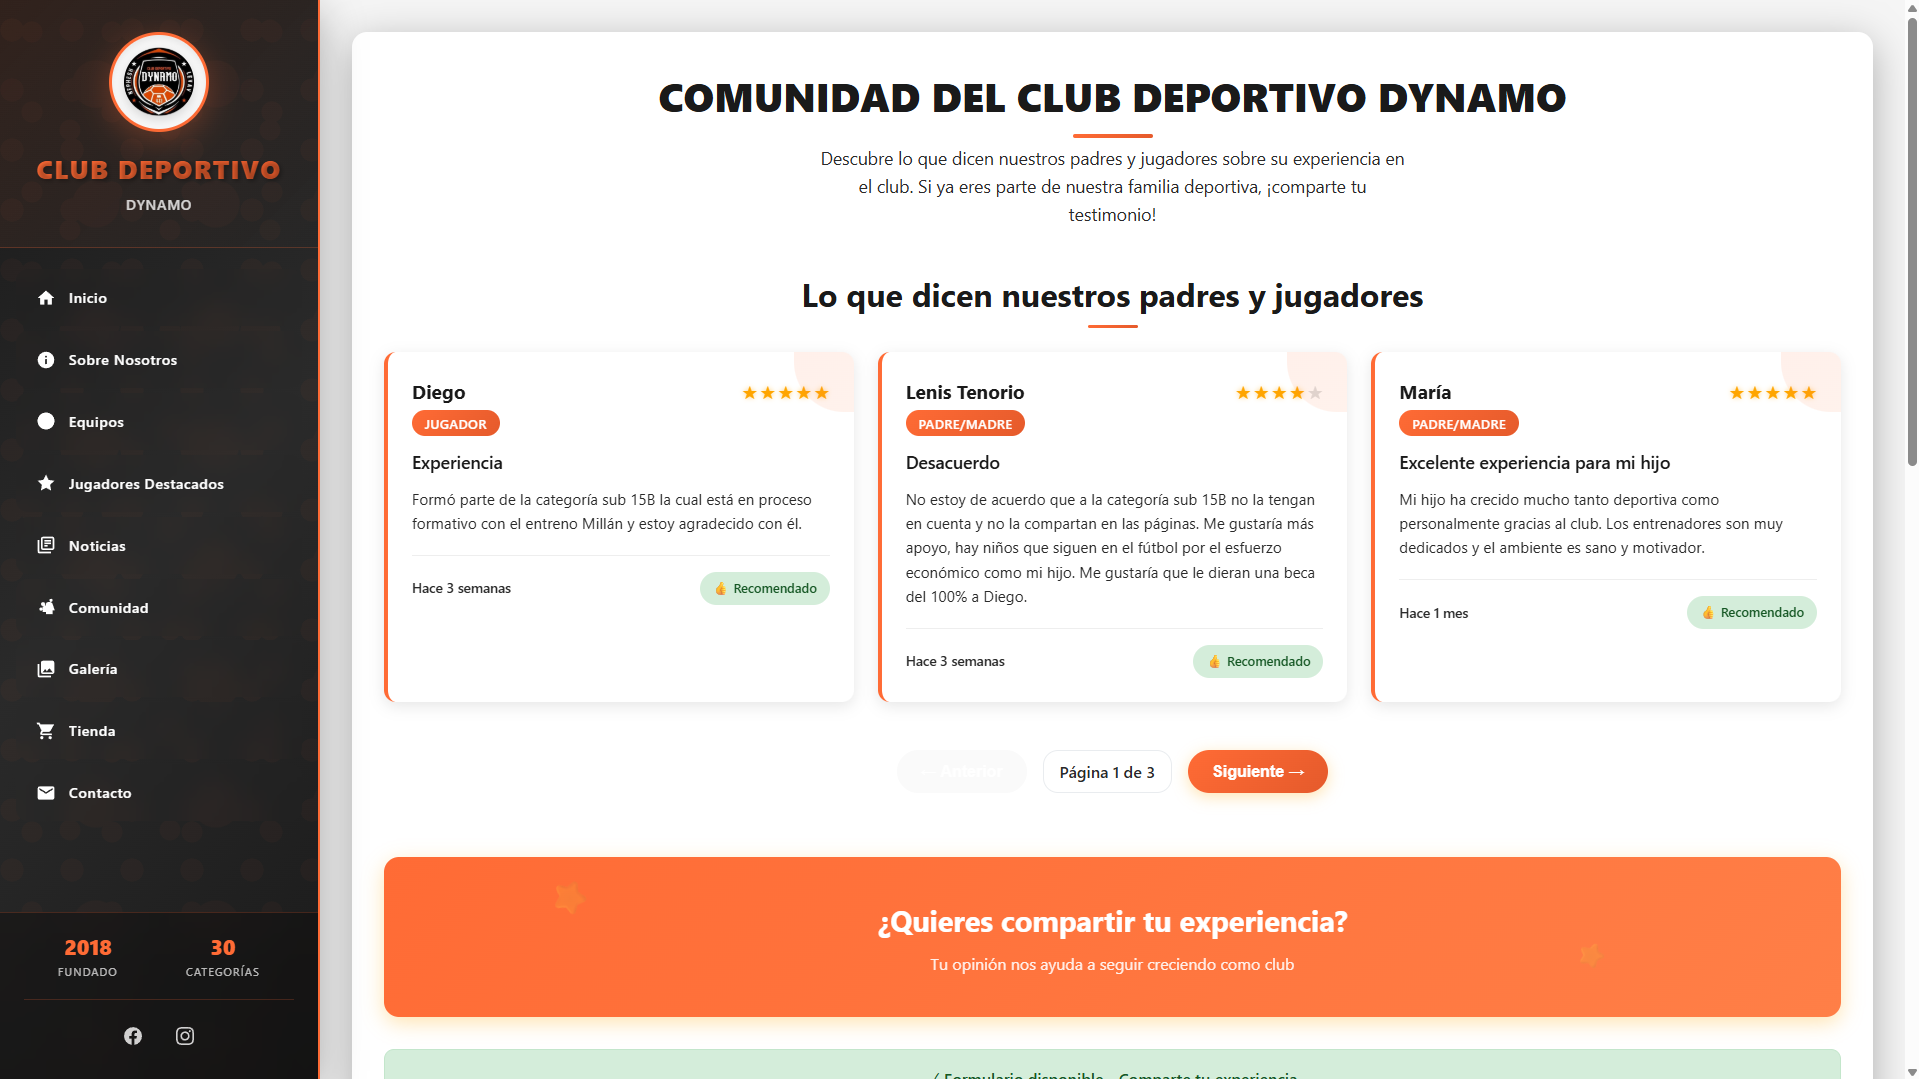 DYNAMO
CLUB DEPORTIVO
DYNAMO
Inicio
Sobre Nosotros
Equipos
Jugadores Destacados
Noticias
Comunidad
Galería
Tienda
Contacto
2018
FUNDADO
30
CATEGORÍAS
COMUNIDAD DEL CLUB DEPORTIVO DYNAMO
Descubre lo que dicen nuestros padres y jugadores sobre su experiencia en
el club. Si ya eres parte de nuestra familia deportiva, ¡comparte tu
testimonio!
Lo que dicen nuestros padres y jugadores
Diego
JUGADOR
Experiencia
Formó parte de la categoría sub 15B la cual está en proceso
formativo con el entreno Millán y estoy agradecido con él.
Hace 3 semanas
👍 Recomendado
Lenis Tenorio
PADRE/MADRE
Desacuerdo
No estoy de acuerdo que a la categoría sub 15B no la tengan
en cuenta y no la compartan en las páginas. Me gustaría más
apoyo, hay niños que siguen en el fútbol por el esfuerzo
económico como mi hijo. Me gustaría que le dieran una beca
del 100% a Diego.
Hace 3 semanas
👍 Recomendado
María
PADRE/MADRE
Excelente experiencia para mi hijo
Mi hijo ha crecido mucho tanto deportiva como
personalmente gracias al club. Los entrenadores son muy
dedicados y el ambiente es sano y motivador.
Hace 1 mes
👍 Recomendado
← Anterior
Página 1 de 3
Siguiente →
¿Quieres compartir tu experiencia?
Tu opinión nos ayuda a seguir creciendo como club
✓ Formulario disponible - Comparte tu experiencia